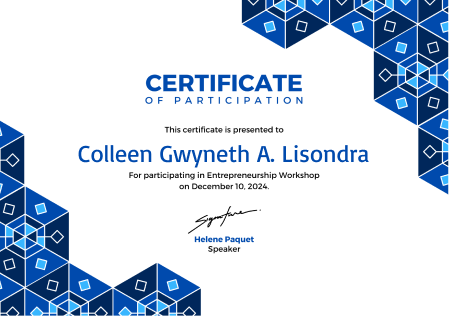 CERTIFICATE
OF PARTICIPATION
This certificate is presented to
Colleen Gwyneth A. Lisondra
For participating in Entrepreneurship Workshop
on December 10, 2024.
Signature
Helene Paquet
Speaker